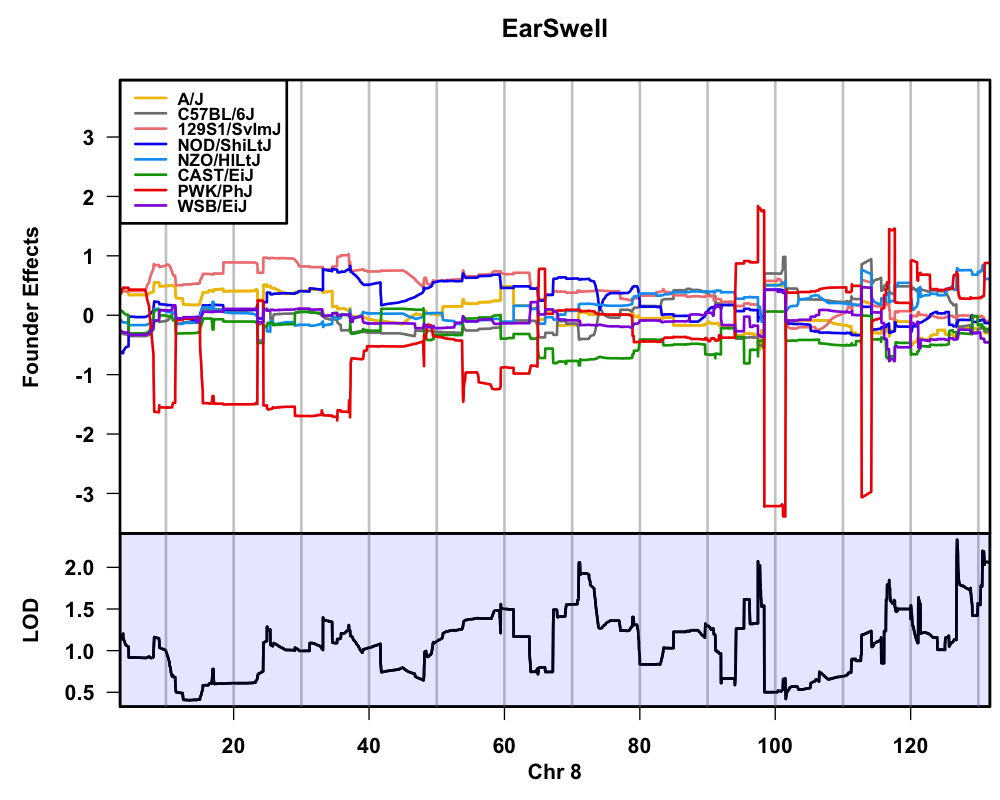 EarSwell
A/J
C57BL/6J
129S1/SvImJ
NOD/ShiLtJ
NZO/HlLtJ
CAST/EiJ
PWK/PhJ
WSB/EiJ
Founder Effects
3
2
1
0
-1
-2
-3
LOD
2.0
1.5
1.0
0.5
20 40 60 80 100 120
Chr 8